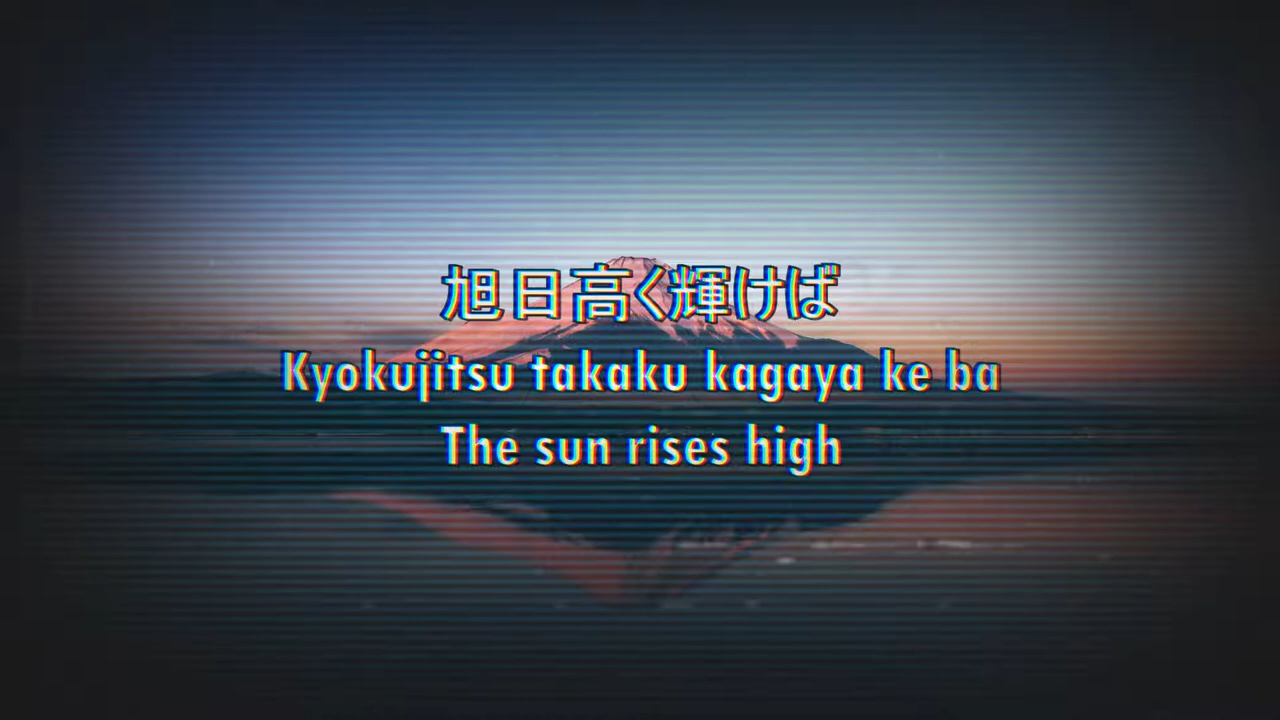 旭日高く輝けば
Kyokujitsu takaku kagaya ke ba
The sun rises high